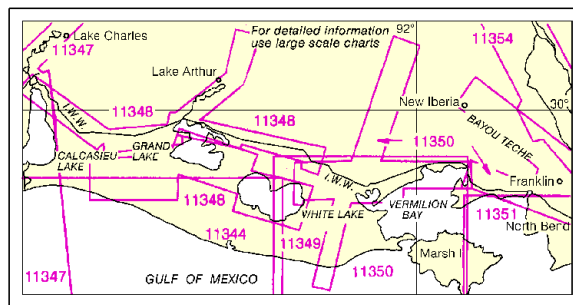 Lake Charles
11347
For detailed information
use large scale charts
92°
11354
Lake Arthur
I.W.W.
11348
11348
New Iberia
30°
GRAND
LAKE
CALCASIEU
LAKE
11350
BAYOU TECHE
I.W.W.
Franklin
11348
WHITE LAKE
VERMILION
BAY
11351
11344
11349
North Bend
Marsh I
11347
GULF OF MEXICO
11350